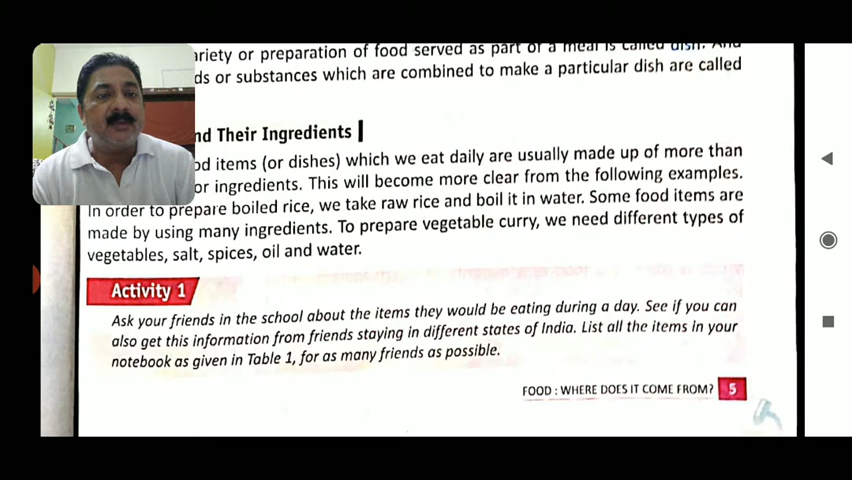 ariety or preparation of food served as part of a meal is called dish. And
ds or substances which are combined to make a particular dish are called
nd Their Ingredients
od items (or dishes) which we eat daily are usually made up of more than
or ingredients. This will become more clear from the following examples.
In order to prepare boiled rice, we take raw rice and boil it in water. Some food items are
made by using many ingredients. To prepare vegetable curry, we need different types of
vegetables, salt, spices, oil and water.
Activity 1
Ask your friends in the school about the items they would be eating during a day. See if you can
also get this information from friends staying in different states of India. List all the items in your
notebook as given in Table 1, for as many friends as possible.
FOOD : WHERE DOES IT COME FROM? 5